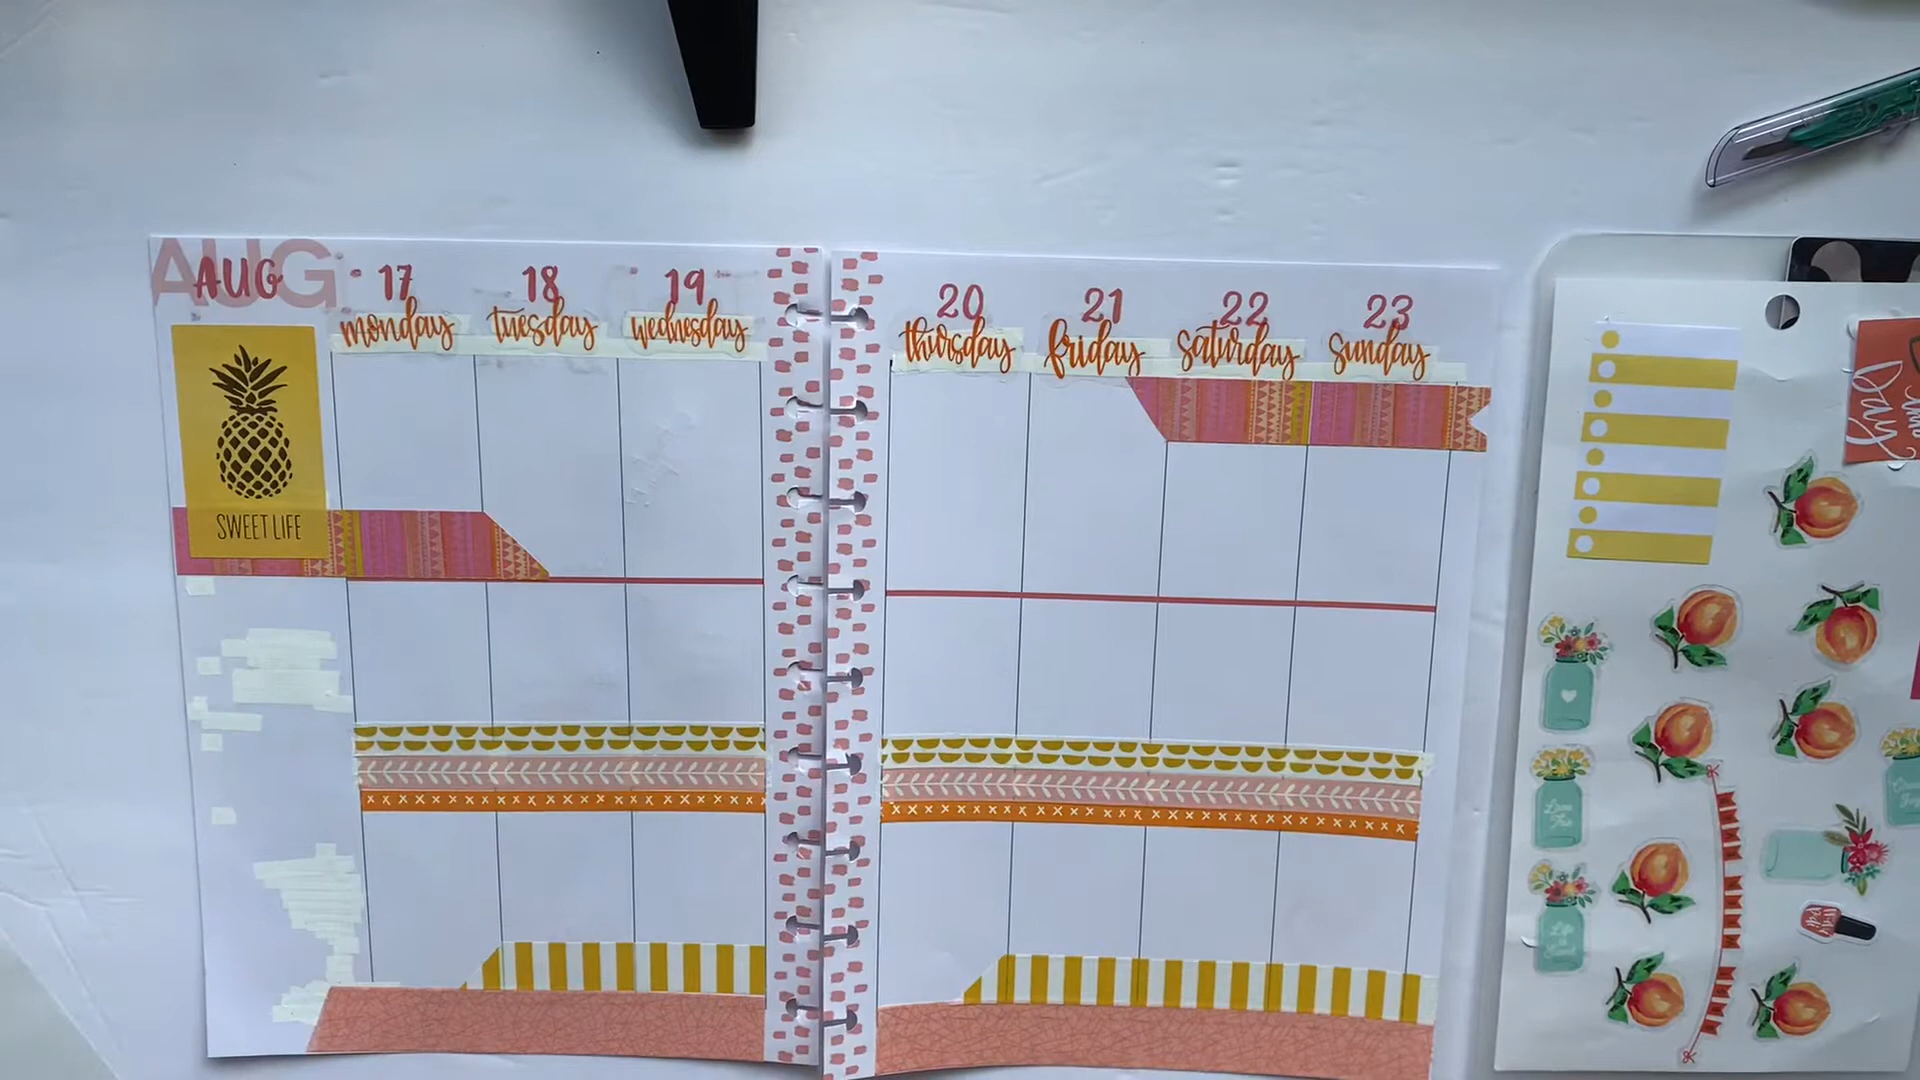 AUG
AUG
17 18 19 20 21 22 23
monday tuesday wednesday thursday friday saturday sunday
SWEET LIFE